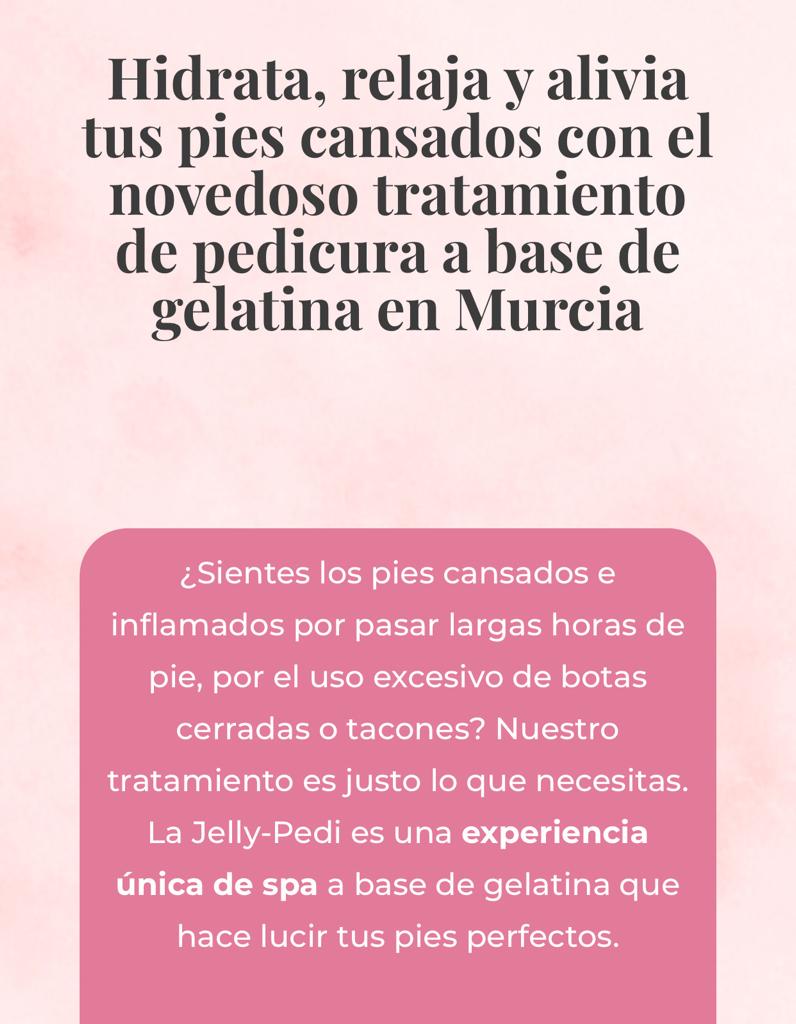 Hidrata, relaja y alivia
tus pies cansados con el
novedoso tratamiento
de pedicura a base de
gelatina en Murcia
¿Sientes los pies cansados e
inflamados por pasar largas horas de
pie, por el uso excesivo de botas
cerradas o tacones? Nuestro
tratamiento es justo lo que necesitas.
La Jelly-Pedi es una experiencia
única de spa a base de gelatina que
hace lucir tus pies perfectos.